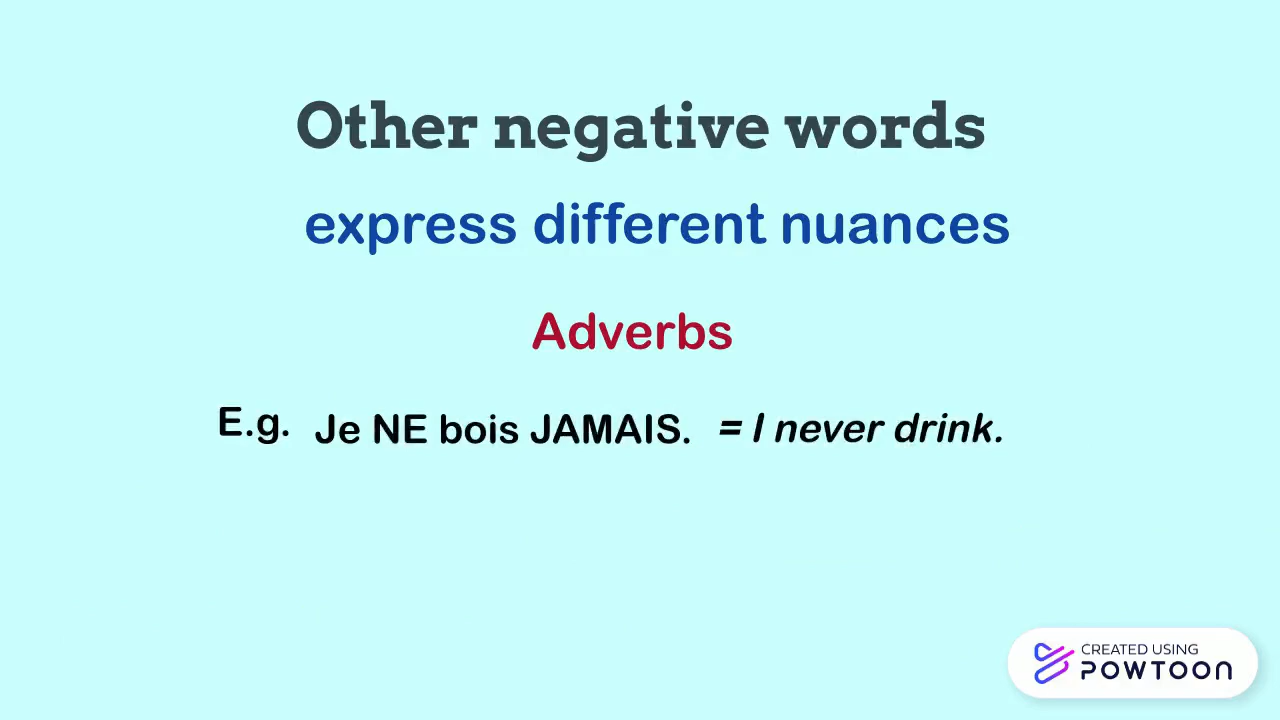 Other negative words
express different nuances
Adverbs
E.g. Je NE bois JAMAIS. = I never drink.
CREATED USING
POWTOON